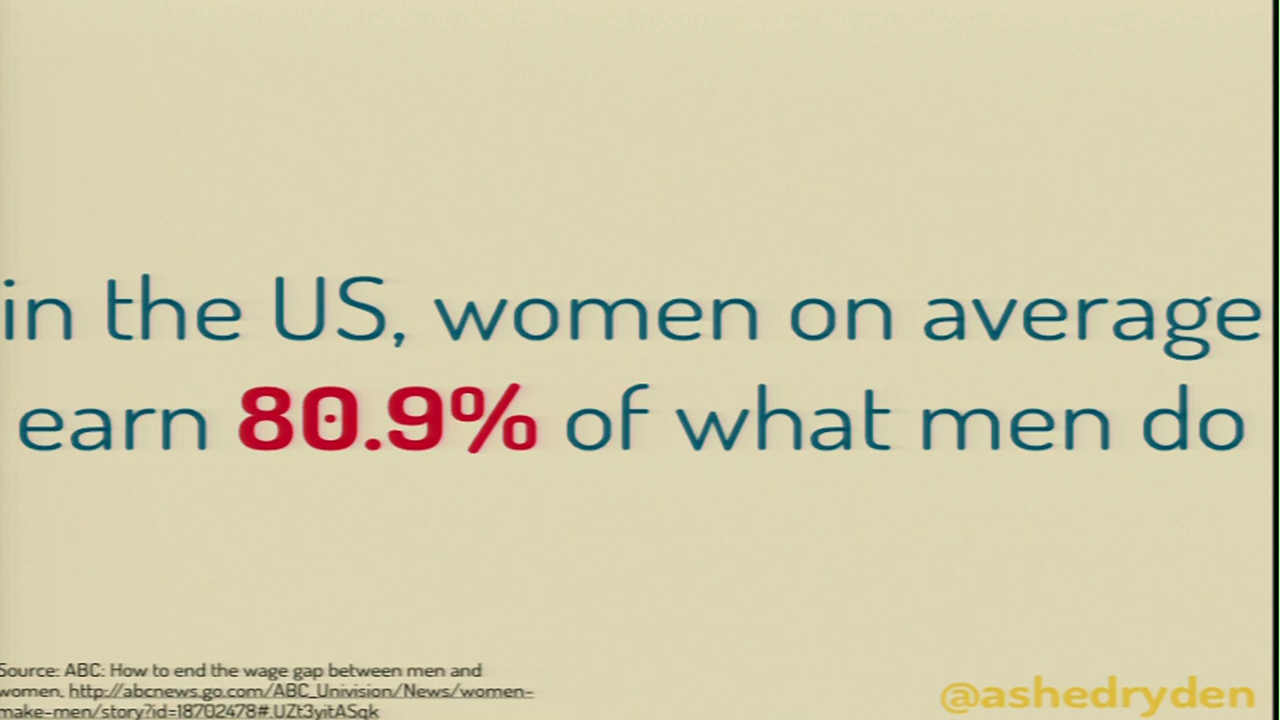 in the US, women on average
earn 80.9% of what men do
Source: ABC: How to end the wage gap between men and
women, http://abcnews.go.com/ABC_Univision/News/women-
make-men/story?id=18702478#.UZt3yitASqk
@ashedryden